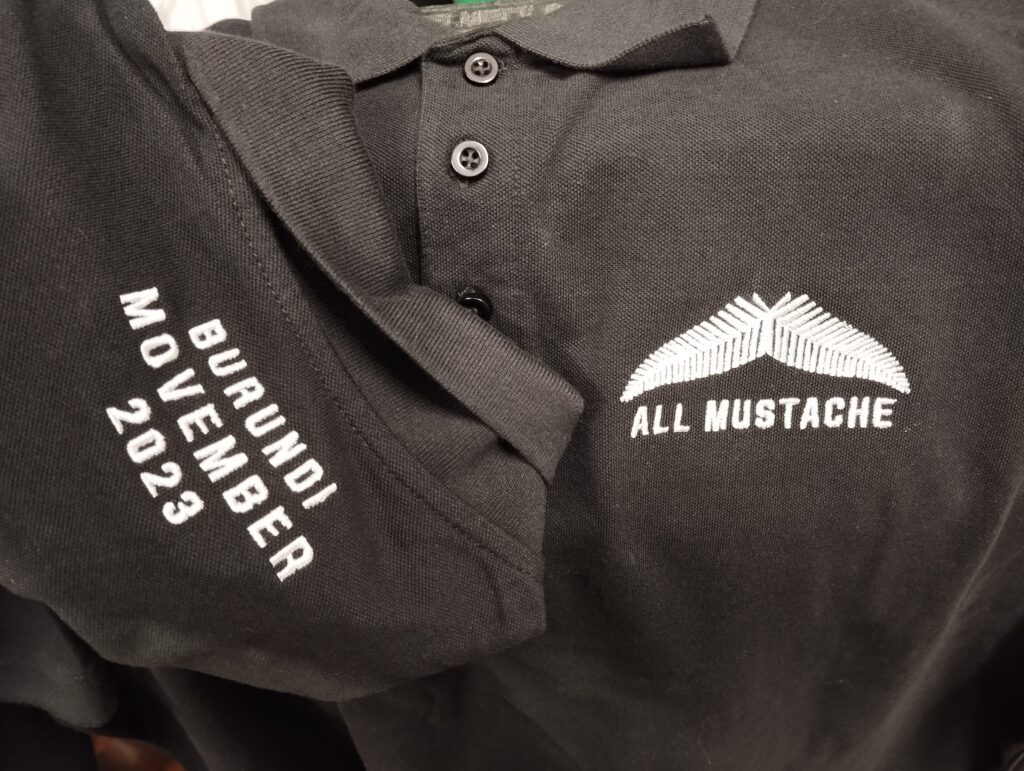 BURUNDI
MOVEMBER
2023
ALL MUSTACHE